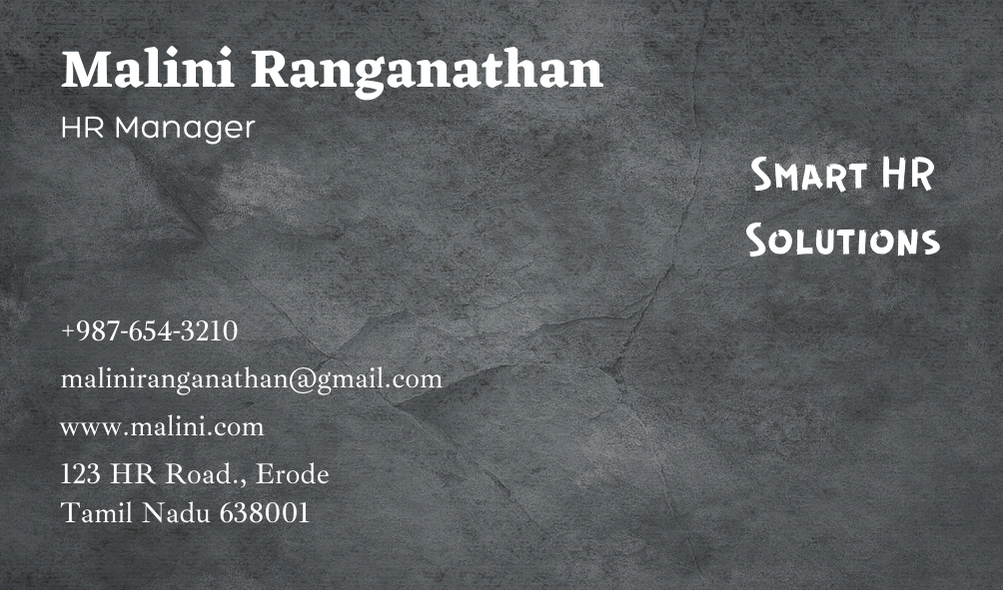 Malini Ranganathan
HR Manager
Smart HR
Solutions
+987-654-3210
maliniranganathan@gmail.com
www.malini.com
123 HR Road., Erode
Tamil Nadu 638001